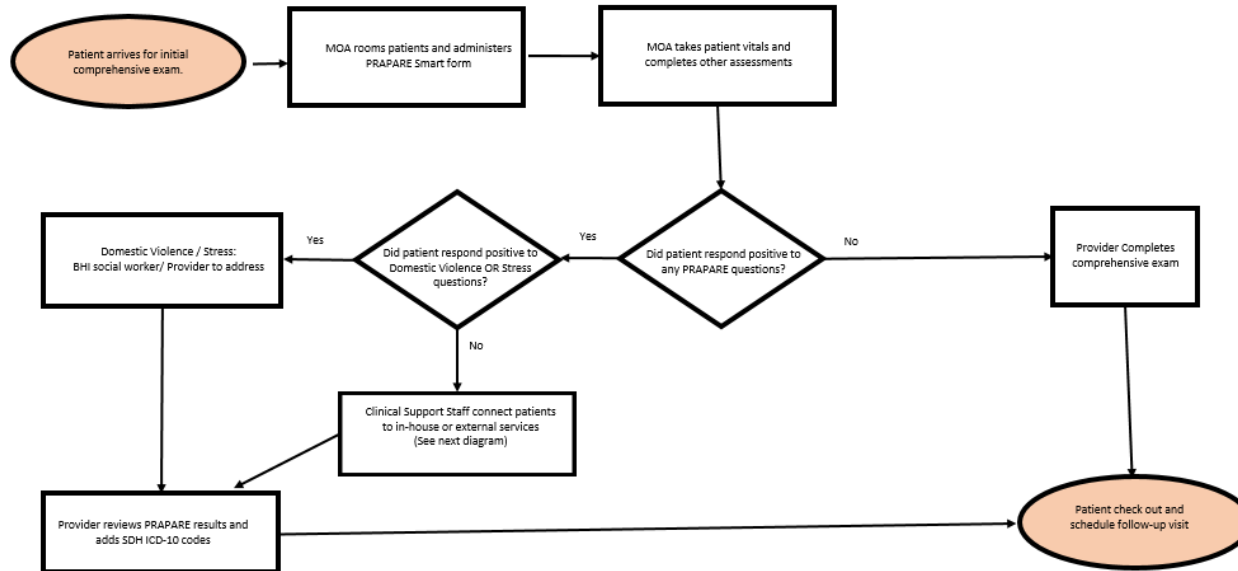 Patient arrives for initial
comprehensive exam.
MOA rooms patients and administers
PRAPARE Smart form
MOA takes patient vitals and
completes other assessments
Domestic Violence / Stress:
BHI social worker/ Provider to address
Yes
Did patient respond positive to
Domestic Violence OR Stress
questions?
Yes
Did patient respond positive to
any PRAPARE questions?
No
Provider Completes
comprehensive exam
No
Clinical Support Staff connect patients
to in-house or external services
(See next diagram)
Provider reviews PRAPARE results and
adds SDH ICD-10 codes
Patient check out and
schedule follow-up visit